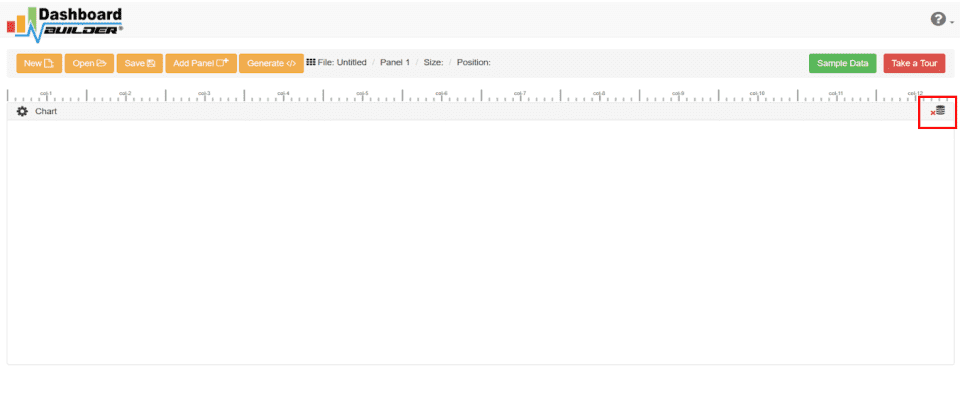 Dashboard
BUILDER®
New Open Save Add Panel Generate </> File: Untitled / Panel 1 / Size: / Position: Sample Data Take a Tour
col-1 col-2 col-3 col-4 col-5 col-6 col-7 col-8 col-9 col-10 col-11 col-12
Chart